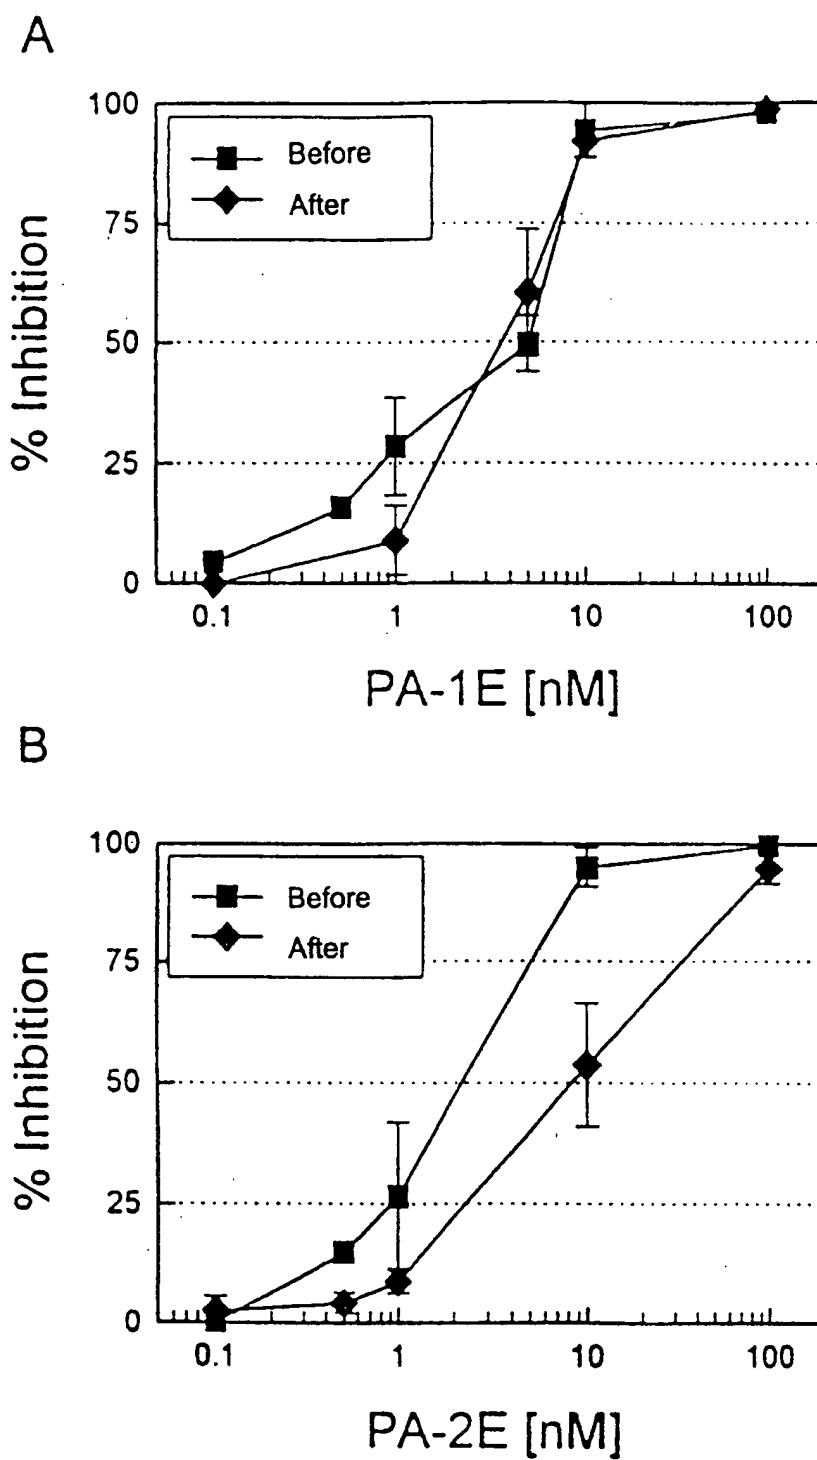 A
100
75
50
25
0
% Inhibition
Before
After
0.1 1 10 100
PA-1E [nM]
B
100
75
50
25
0
% Inhibition
Before
After
0.1 1 10 100
PA-2E [nM]